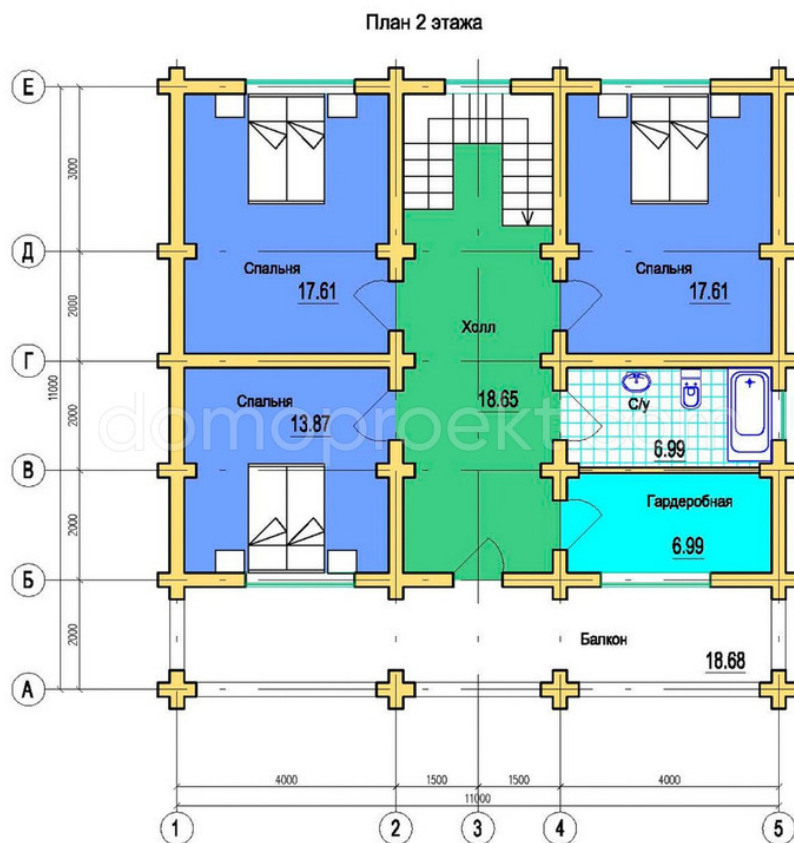 План 2 этажа
Е
Д
Г
В
Б
А
3000
2000
2000
2000
2000
11000
Спальня
17.61
Спальня
17.61
Холл
18.65
Спальня
13.87
С/у
6.99
Гардеробная
6.99
Балкон
18.68
domoproekt.com
4000
1500
1500
4000
11000
1
2
3
4
5